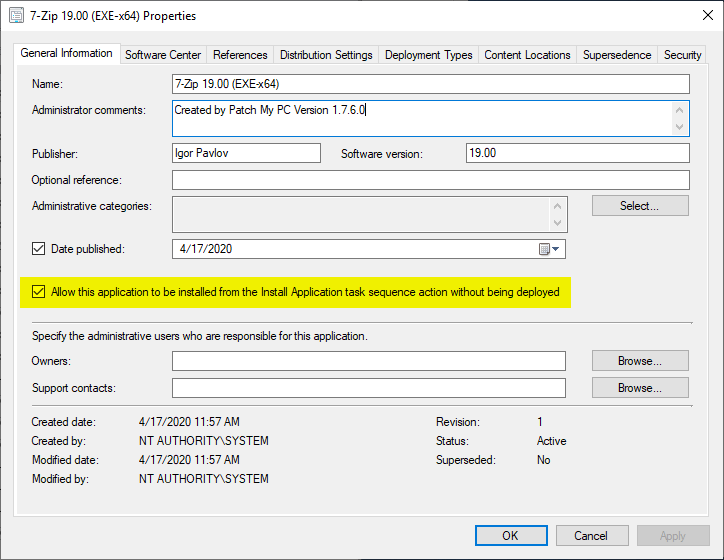 7-Zip 19.00 (EXE-x64) Properties
General Information Software Center References Distribution Settings Deployment Types Content Locations Supersedence Security
Name: 7-Zip 19.00 (EXE-x64)
Administrator comments: Created by Patch My PC Version 1.7.6.0
Publisher: Igor Pavlov Software version: 19.00
Optional reference:
Administrative categories: Select...
Date published: 4/17/2020
Allow this application to be installed from the Install Application task sequence action without being deployed
Specify the administrative users who are responsible for this application.
Owners: Browse...
Support contacts: Browse...
Created date: 4/17/2020 11:57 AM Revision: 1
Created by: NT AUTHORITY\SYSTEM Status: Active
Modified date: 4/17/2020 11:57 AM Superseded: No
Modified by: NT AUTHORITY\SYSTEM
OK Cancel Apply